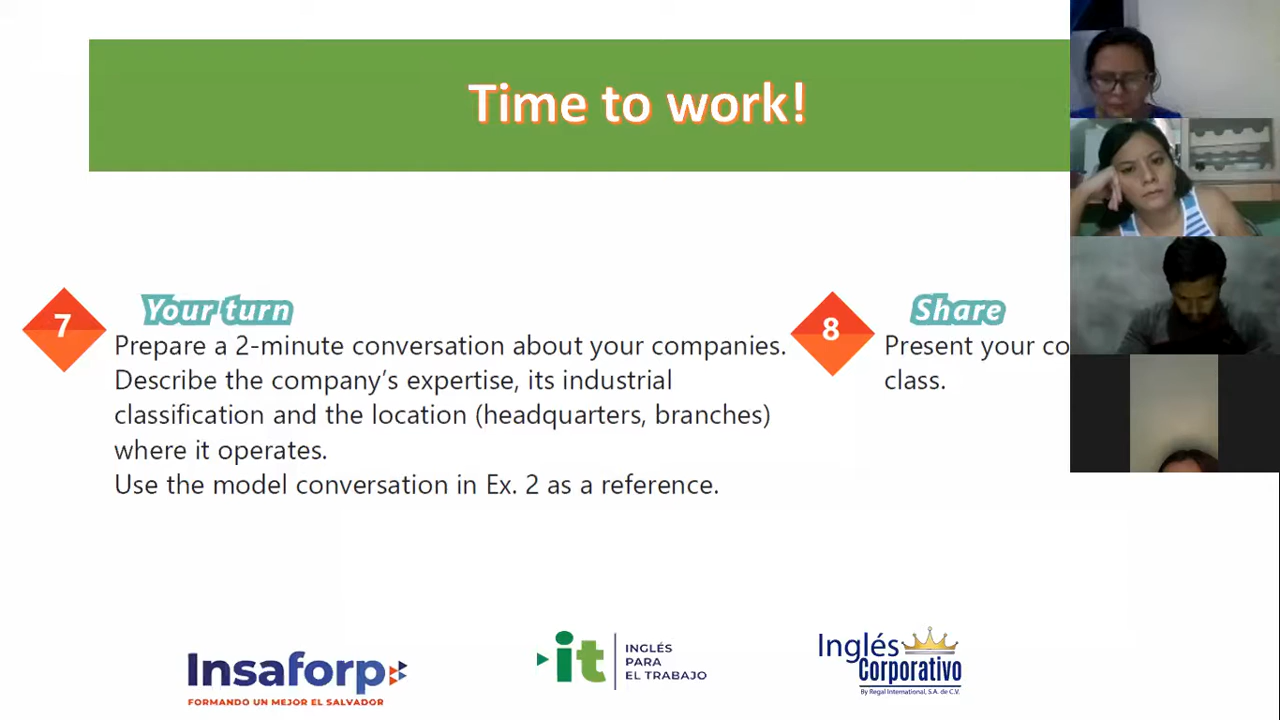 Time to work!
7
Your turn
Prepare a 2-minute conversation about your companies.
Describe the company's expertise, its industrial
classification and the location (headquarters, branches)
where it operates.
Use the model conversation in Ex. 2 as a reference.
8
Share
Present your
class.
Insaforp
FORMANDO UN MEJOR EL SALVADOR
it
INGLÉS
PARA
EL TRABAJO
Inglés
Corporativo
By Regal International, S.A. de C.V.